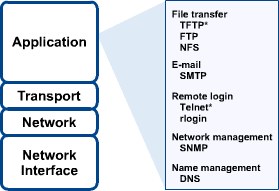 Application
Transport
Network
Network
Interface
File transfer
TFTP*
FTP
NFS
E-mail
SMTP
Remote login
Telnet*
rlogin
Network management
SNMP
Name management
DNS